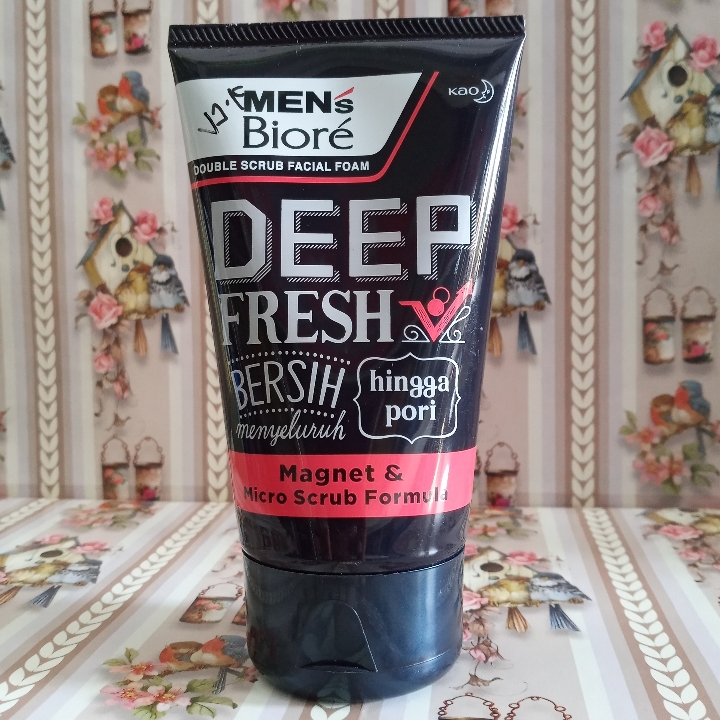 MEN's
Kao
Bioré
DOUBLE SCRUB FACIAL FOAM
DEEP
FRESH
BERSIH
menyeluruh
hingga
pori
Magnet &
Micro Scrub Formula